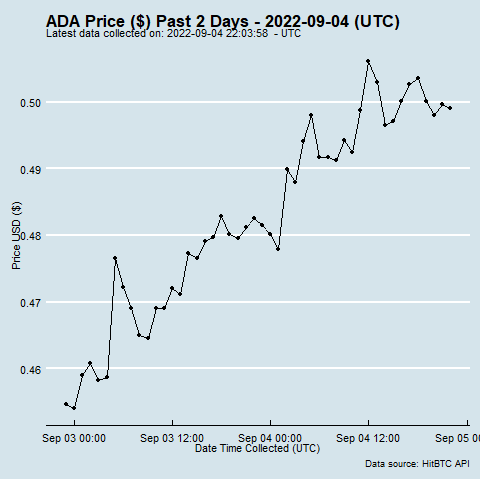 ADA Price ($) Past 2 Days - 2022-09-04 (UTC)
Latest data collected on: 2022-09-04 22:03:58 - UTC
Price USD ($)
0.50
0.49
0.48
0.47
0.46
Sep 03 00:00 Sep 03 12:00 Sep 04 00:00 Sep 04 12:00 Sep 05 0
Date Time Collected (UTC)
Data source: HitBTC API